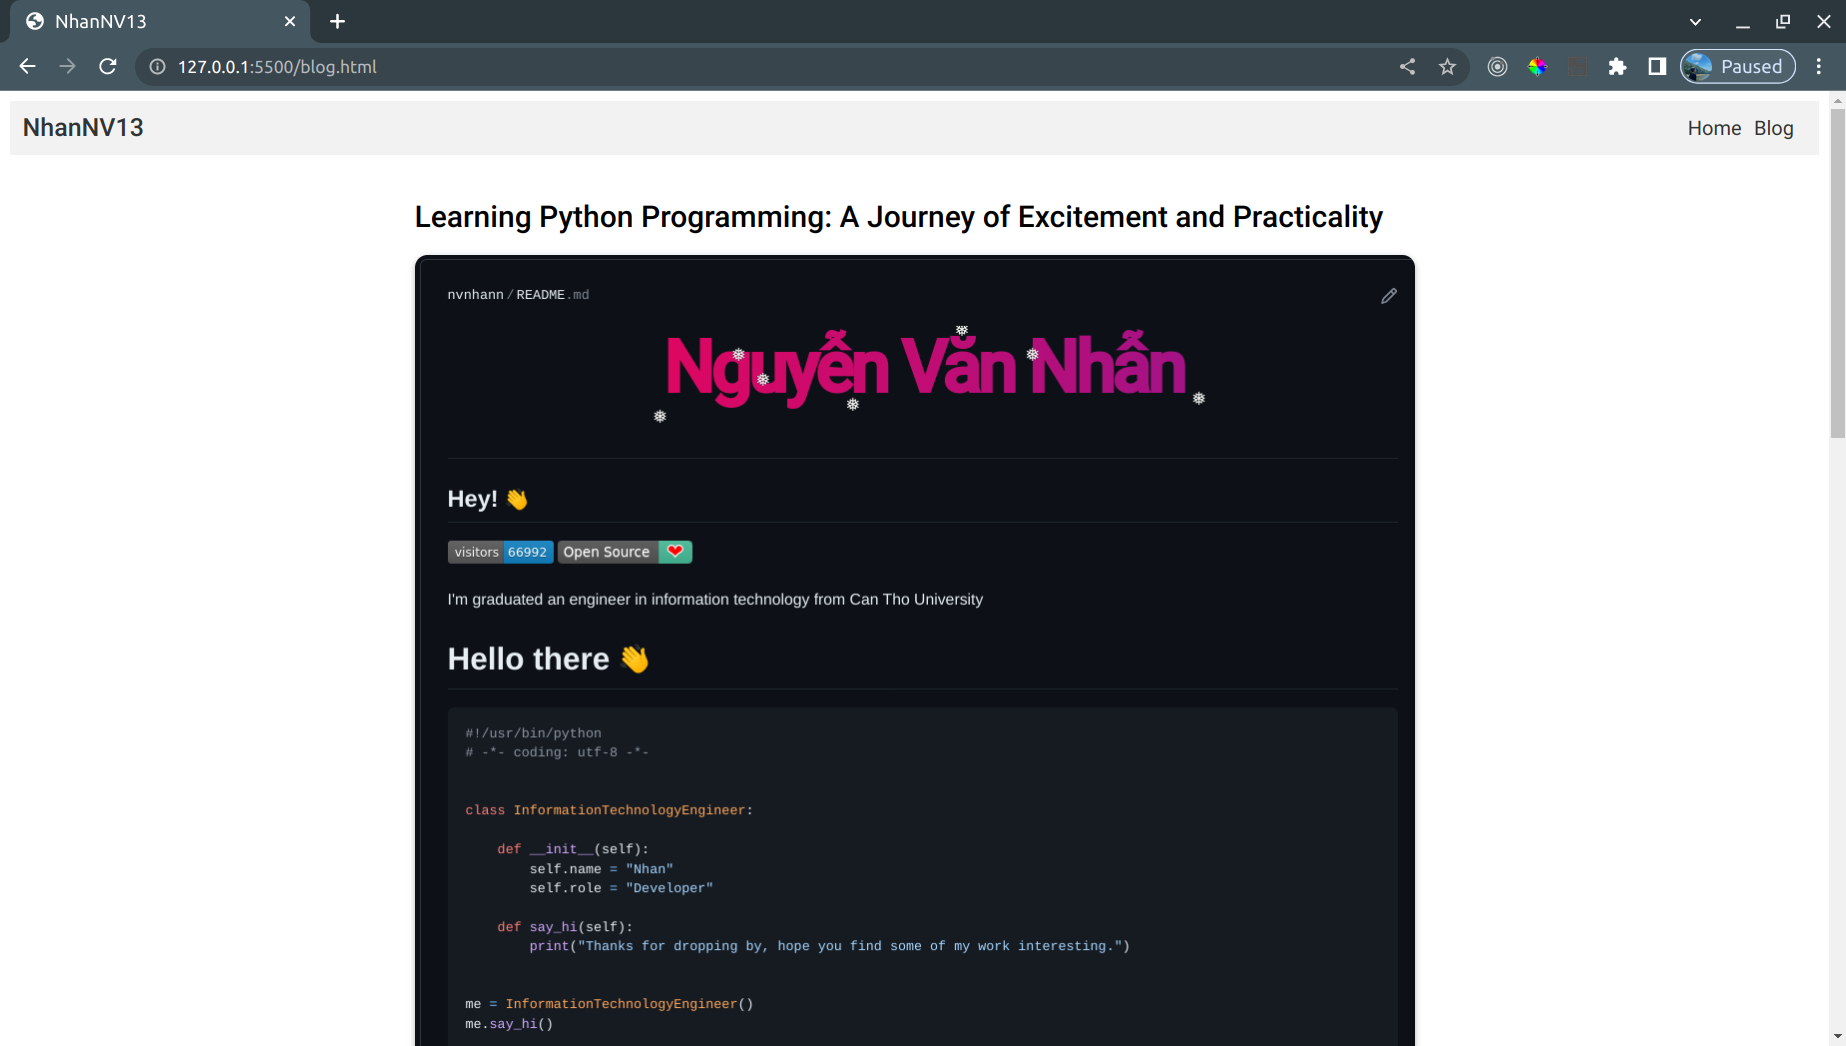 NhanNV13
127.0.0.1:5500/blog.html
Paused
NhanNV13
Home Blog
Learning Python Programming: A Journey of Excitement and Practicality
nvnhann/README.md
Nguyễn Văn Nhẫn
Hey! 👋
visitors 66992 Open Source ❤
I'm graduated an engineer in information technology from Can Tho University
Hello there 👋
#!/usr/bin/python
# -*- coding: utf-8 -*-
class InformationTechnologyEngineer:
def __init__(self):
self.name = "Nhan"
self.role = "Developer"
def say_hi(self):
print("Thanks for dropping by, hope you find some of my work interesting.")
me = InformationTechnologyEngineer()
me.say_hi()